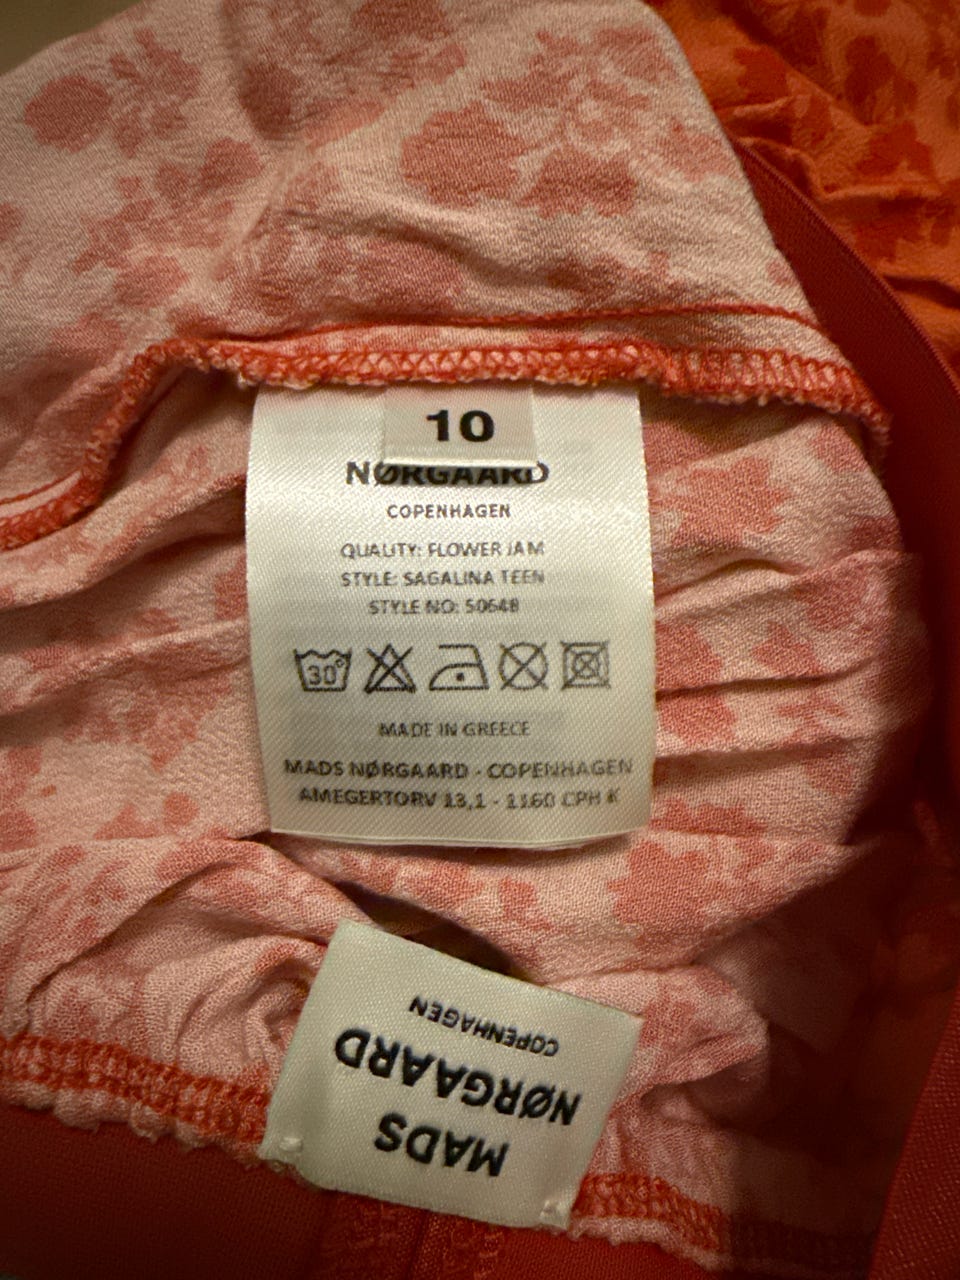 10
NØRGAARD
COPENHAGEN
QUALITY: FLOWER JAM
STYLE: SAGALINA TEEN
STYLE NO: 50648
30°
MADE IN GREECE
MADS NØRGAARD - COPENHAGEN
AMEGERTORV 13,1 - 1160 CPH K
MADS
NØRGAARD
COPENHAGEN